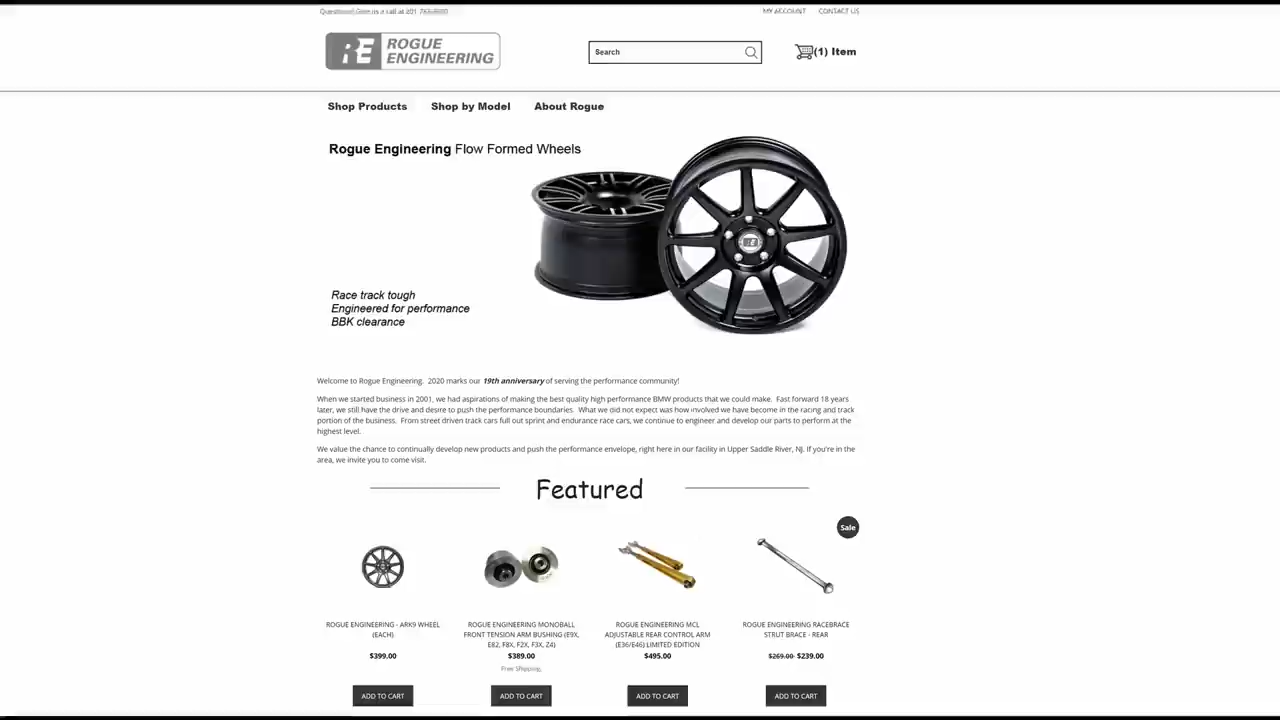 us a call at 201
MY ACCOUNT CONTACT US
RE ROGUE
ENGINEERING
Search
(1) Item
Shop Products Shop by Model About Rogue
Rogue Engineering Flow Formed Wheels
RE
Race track tough
Engineered for performance
BBK clearance
Welcome to Rogue Engineering. 2020 marks our 19th anniversary of serving the performance community!
When we started business in 2001, we had aspirations of making the best quality high performance BMW products that we could make. Fast forward 18 years
later, we still have the drive and desire to push the performance boundaries. What we did not expect was how involved we have become in the racing and track
portion of the business. From street driven track cars full out sprint and endurance race cars, we continue to engineer and develop our parts to perform at the
highest level.
We value the chance to continually develop new products and push the performance envelope, right here in our facility in Upper Saddle River, NJ. If you're in the
area, we invite you to come visit.
Featured
Sale
ROGUE ENGINEERING - ARK9 WHEEL
(EACH)
$399.00
ADD TO CART
ROGUE ENGINEERING MONOBALL
FRONT TENSION ARM BUSHING (E9X,
E82, F8X, F2X, F3X, Z4)
$389.00
Free Shipping
ADD TO CART
ROGUE ENGINEERING MCL
ADJUSTABLE REAR CONTROL ARM
(E36/E46) LIMITED EDITION
$495.00
ADD TO CART
ROGUE ENGINEERING RACEBRACE
STRUT BRACE - REAR
$269.00 $239.00
ADD TO CART